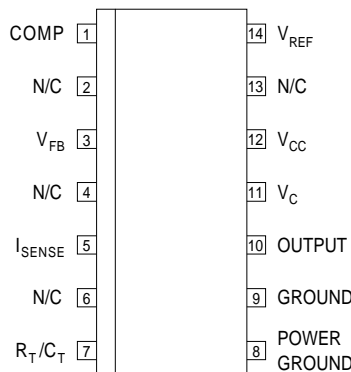 COMP 1 14 V_REF
N/C 2 13 N/C
V_FB 3 12 V_CC
N/C 4 11 V_C
I_SENSE 5 10 OUTPUT
N/C 6 9 GROUND
R_T/C_T 7 8 POWER
GROUND